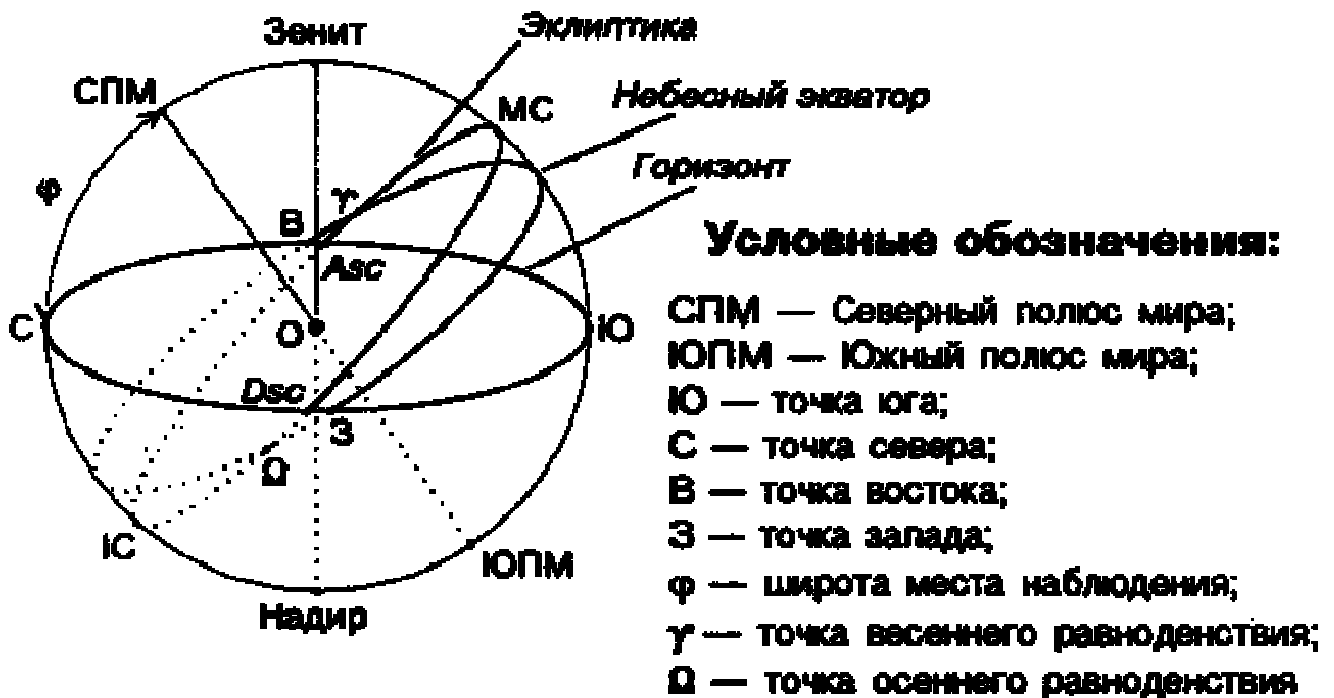 Зенит
Эклиптика
СПМ
МС
Небесный экватор
Горизонт
φ
В
γ
Asc
С
О
Ю
Dsc
З
Ω
IC
ЮПМ
Надир
Условные обозначения:
СПМ — Северный полюс мира;
ЮПМ — Южный полюс мира;
Ю — точка юга;
С — точка севера;
В — точка востока;
З — точка запада;
φ — широта места наблюдения;
γ — точка весеннего равноденствия;
Ω — точка осеннего равноденствия